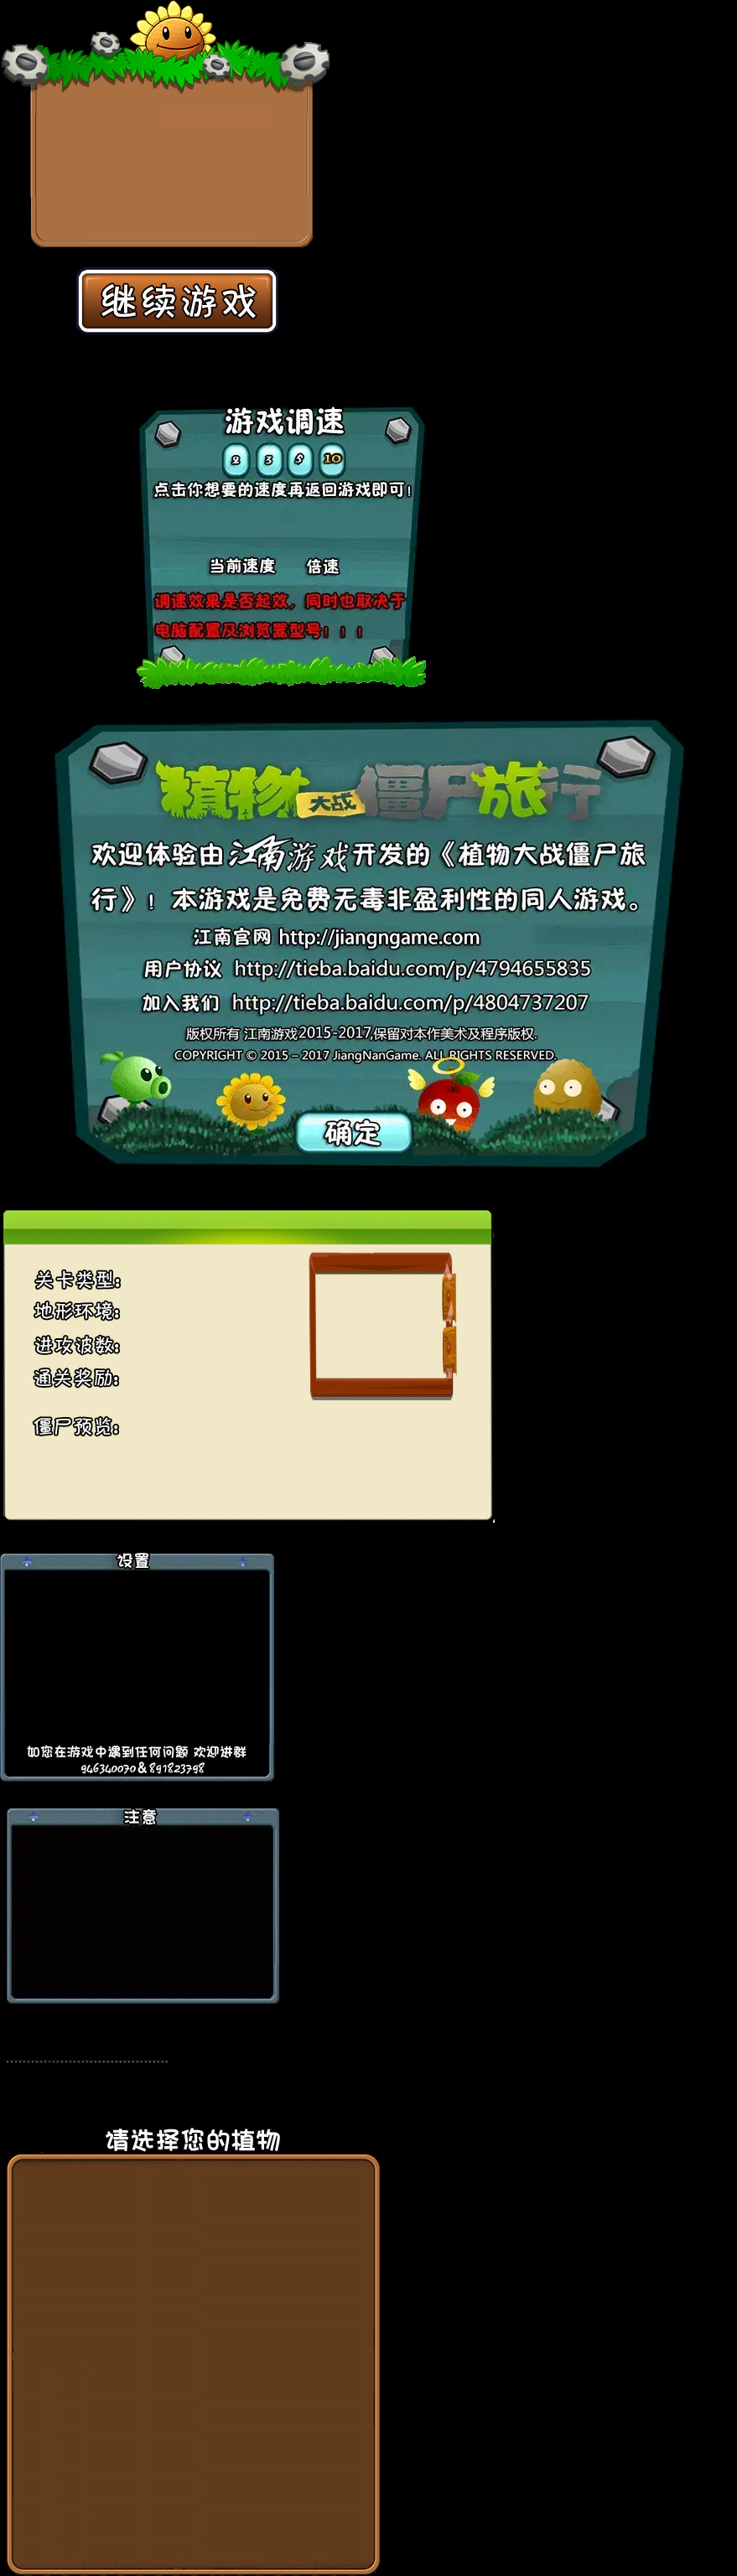 继续游戏
游戏调速
2 3 5 10
点击你想要的速度再返回游戏即可!
当前速度 倍速
调速效果是否起效，同时也取决于
电脑配置及浏览器型号！！！
植物大战僵尸旅行
欢迎体验由江南游戏开发的《植物大战僵尸旅
行》！本游戏是免费无毒非盈利性的同人游戏。
江南官网 http://jiangngame.com
用户协议 http://tieba.baidu.com/p/4794655835
加入我们 http://tieba.baidu.com/p/4804737207
版权所有 江南游戏2015-2017,保留对本作美术及程序版权.
COPYRIGHT © 2015 – 2017 JiangNanGame. ALL RIGHTS RESERVED.
确定
关卡类型:
地形环境:
进攻波数:
通关奖励:
僵尸预览:
设置
如您在游戏中遇到任何问题 欢迎进群
946340070&891823798
注意
请选择您的植物